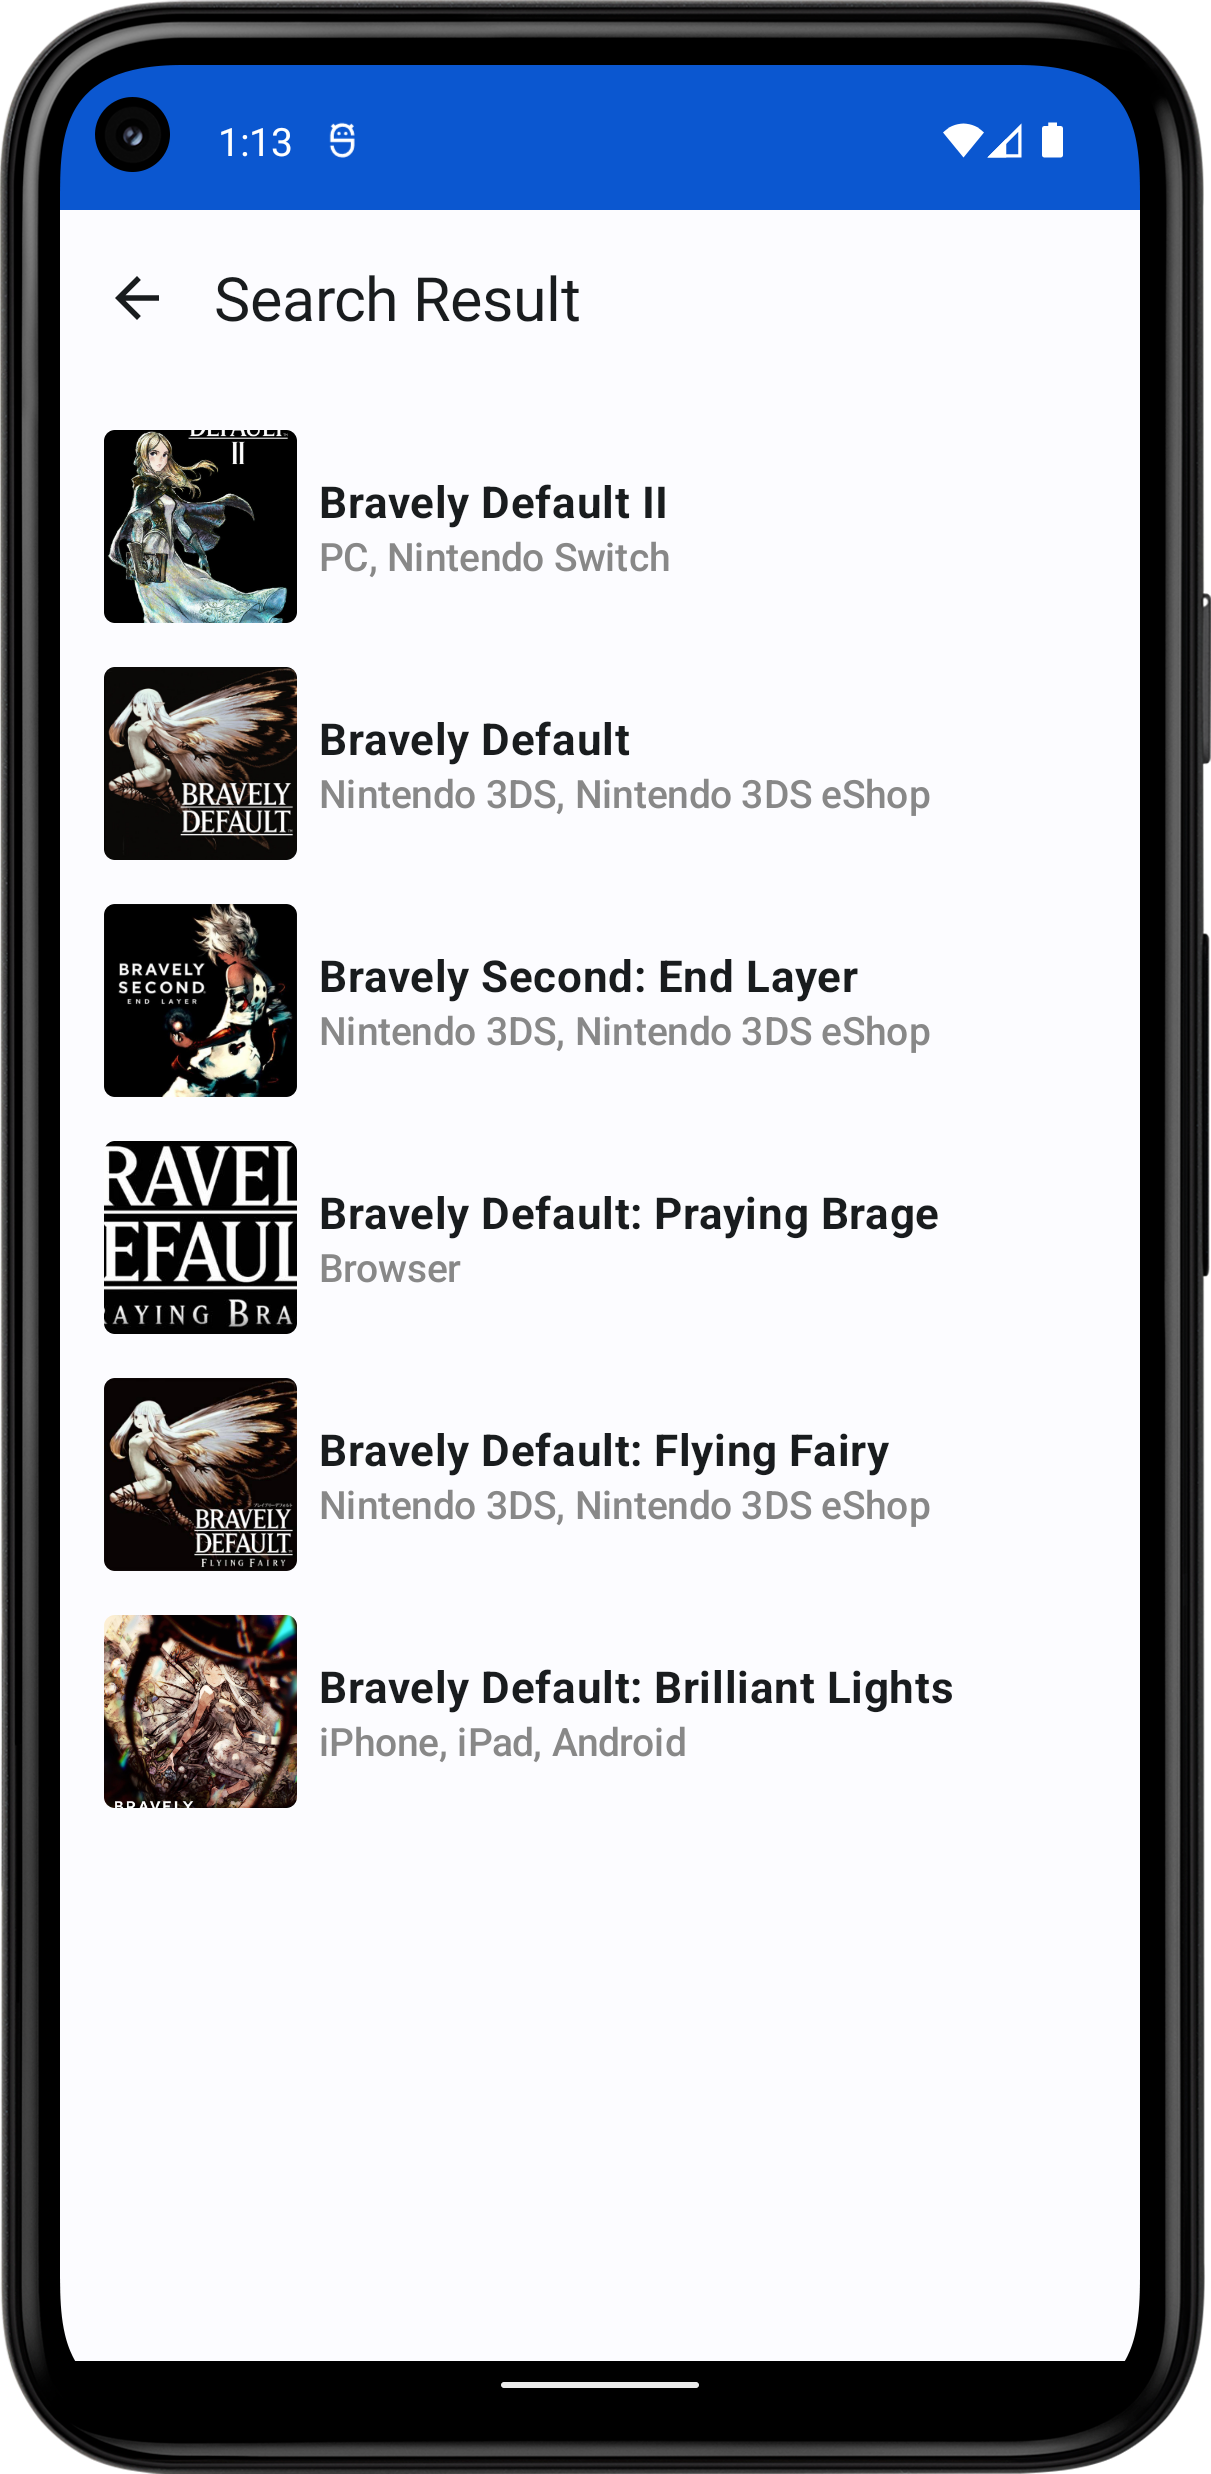 1:13
Search Result
DEFAULT
II
Bravely Default II
PC, Nintendo Switch
BRAVELY
DEFAULT
Bravely Default
Nintendo 3DS, Nintendo 3DS eShop
BRAVELY
SECOND
END LAYER
Bravely Second: End Layer
Nintendo 3DS, Nintendo 3DS eShop
RAVEL
EFAUL
RAYING BRA
Bravely Default: Praying Brage
Browser
BRAVELY
DEFAULT
FLYING FAIRY
Bravely Default: Flying Fairy
Nintendo 3DS, Nintendo 3DS eShop
BRAVELY
Bravely Default: Brilliant Lights
iPhone, iPad, Android